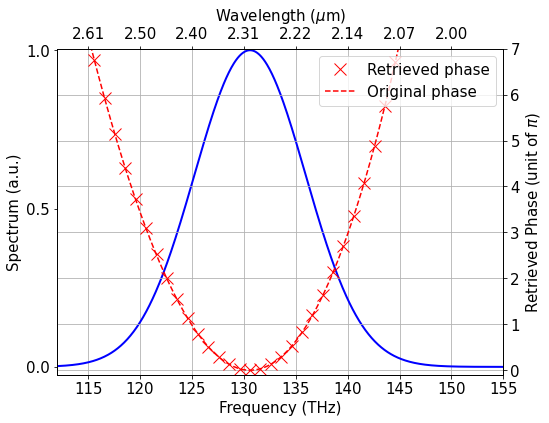 Wavelength (μm)
2.61 2.50 2.40 2.31 2.22 2.14 2.07 2.00
1.0
0.5
0.0
Spectrum (a.u.)
Retrieved phase
Original phase
7
6
5
4
3
2
1
0
Retrieved Phase (unit of π)
115 120 125 130 135 140 145 150 155
Frequency (THz)